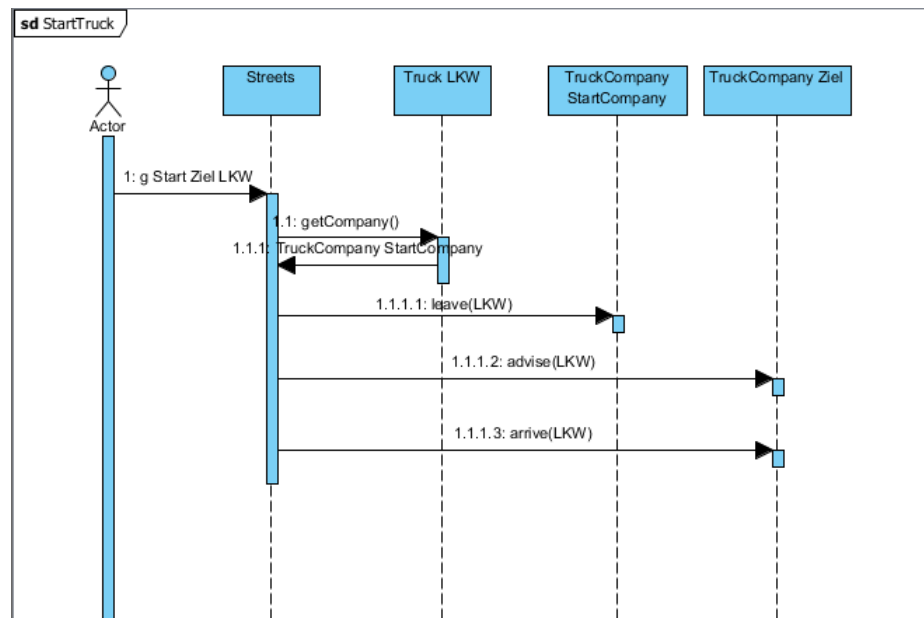 sd StartTruck
Actor
Streets
Truck LKW
TruckCompany
StartCompany
TruckCompany Ziel
1: g Start Ziel LKW
1.1: getCompany()
1.1.1: TruckCompany StartCompany
1.1.1.1: leave(LKW)
1.1.1.2: advise(LKW)
1.1.1.3: arrive(LKW)